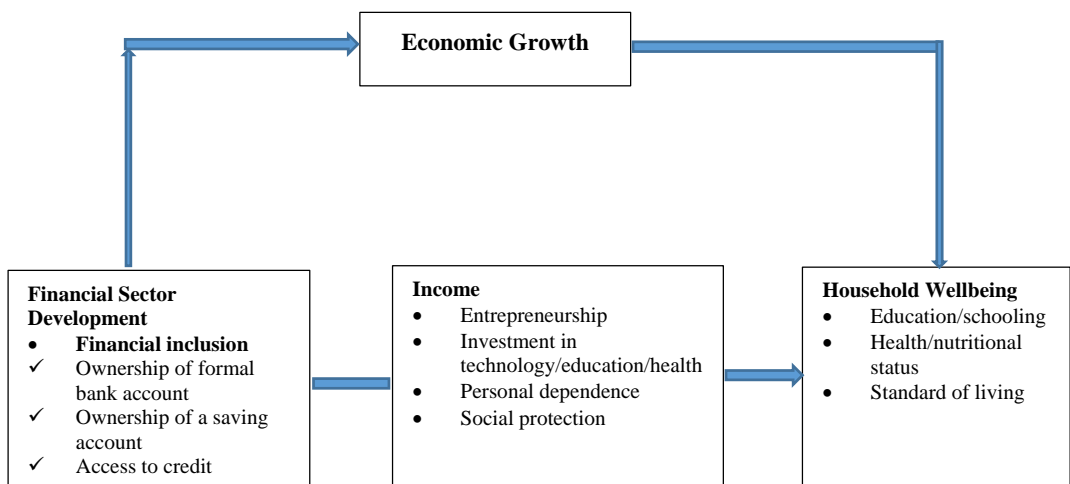 Economic Growth
Financial Sector
Development
• Financial inclusion
✓ Ownership of formal
bank account
✓ Ownership of a saving
account
✓ Access to credit
Income
• Entrepreneurship
• Investment in
technology/education/health
• Personal dependence
• Social protection
Household Wellbeing
• Education/schooling
• Health/nutritional
status
• Standard of living